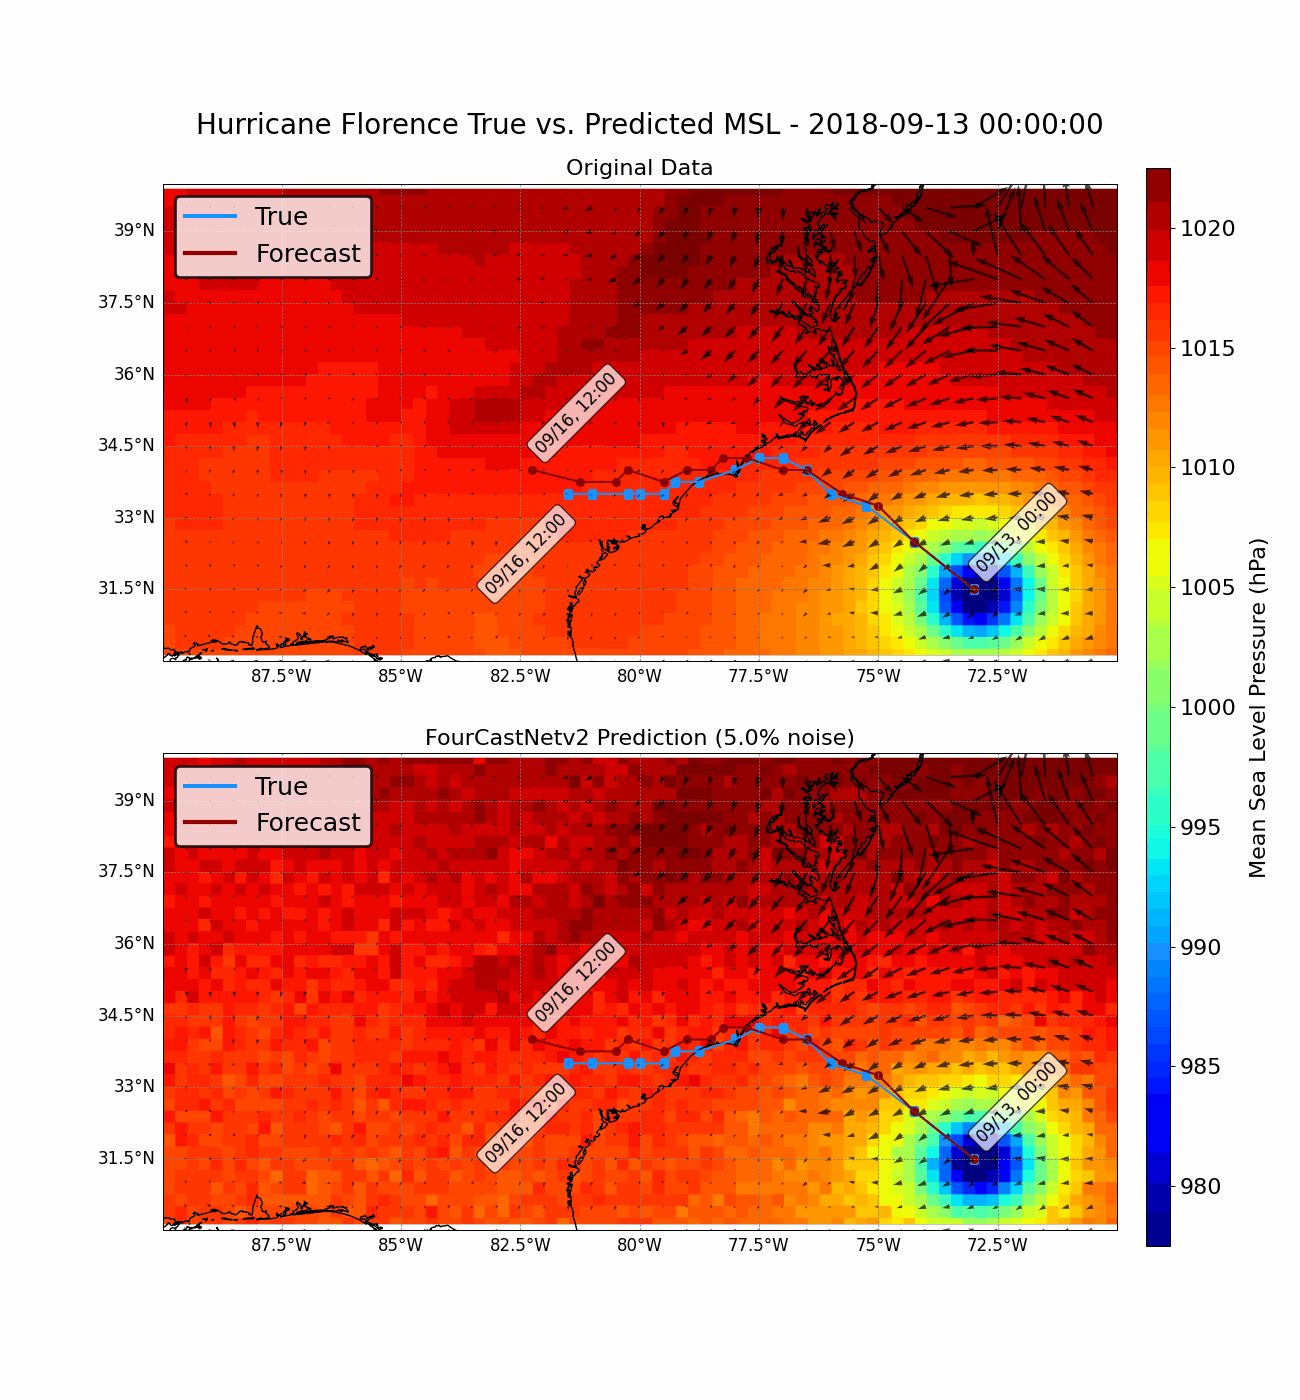 Hurricane Florence True vs. Predicted MSL - 2018-09-13 00:00:00
Original Data
True
Forecast
39°N
37.5°N
36°N
34.5°N
33°N
31.5°N
09/16, 12:00
09/16, 12:00
09/13, 00:00
87.5°W
85°W
82.5°W
80°W
77.5°W
75°W
72.5°W
FourCastNetv2 Prediction (5.0% noise)
True
Forecast
39°N
37.5°N
36°N
34.5°N
33°N
31.5°N
09/16, 12:00
09/16, 12:00
09/13, 00:00
87.5°W
85°W
82.5°W
80°W
77.5°W
75°W
72.5°W
1020
1015
1010
1005
1000
995
990
985
980
Mean Sea Level Pressure (hPa)